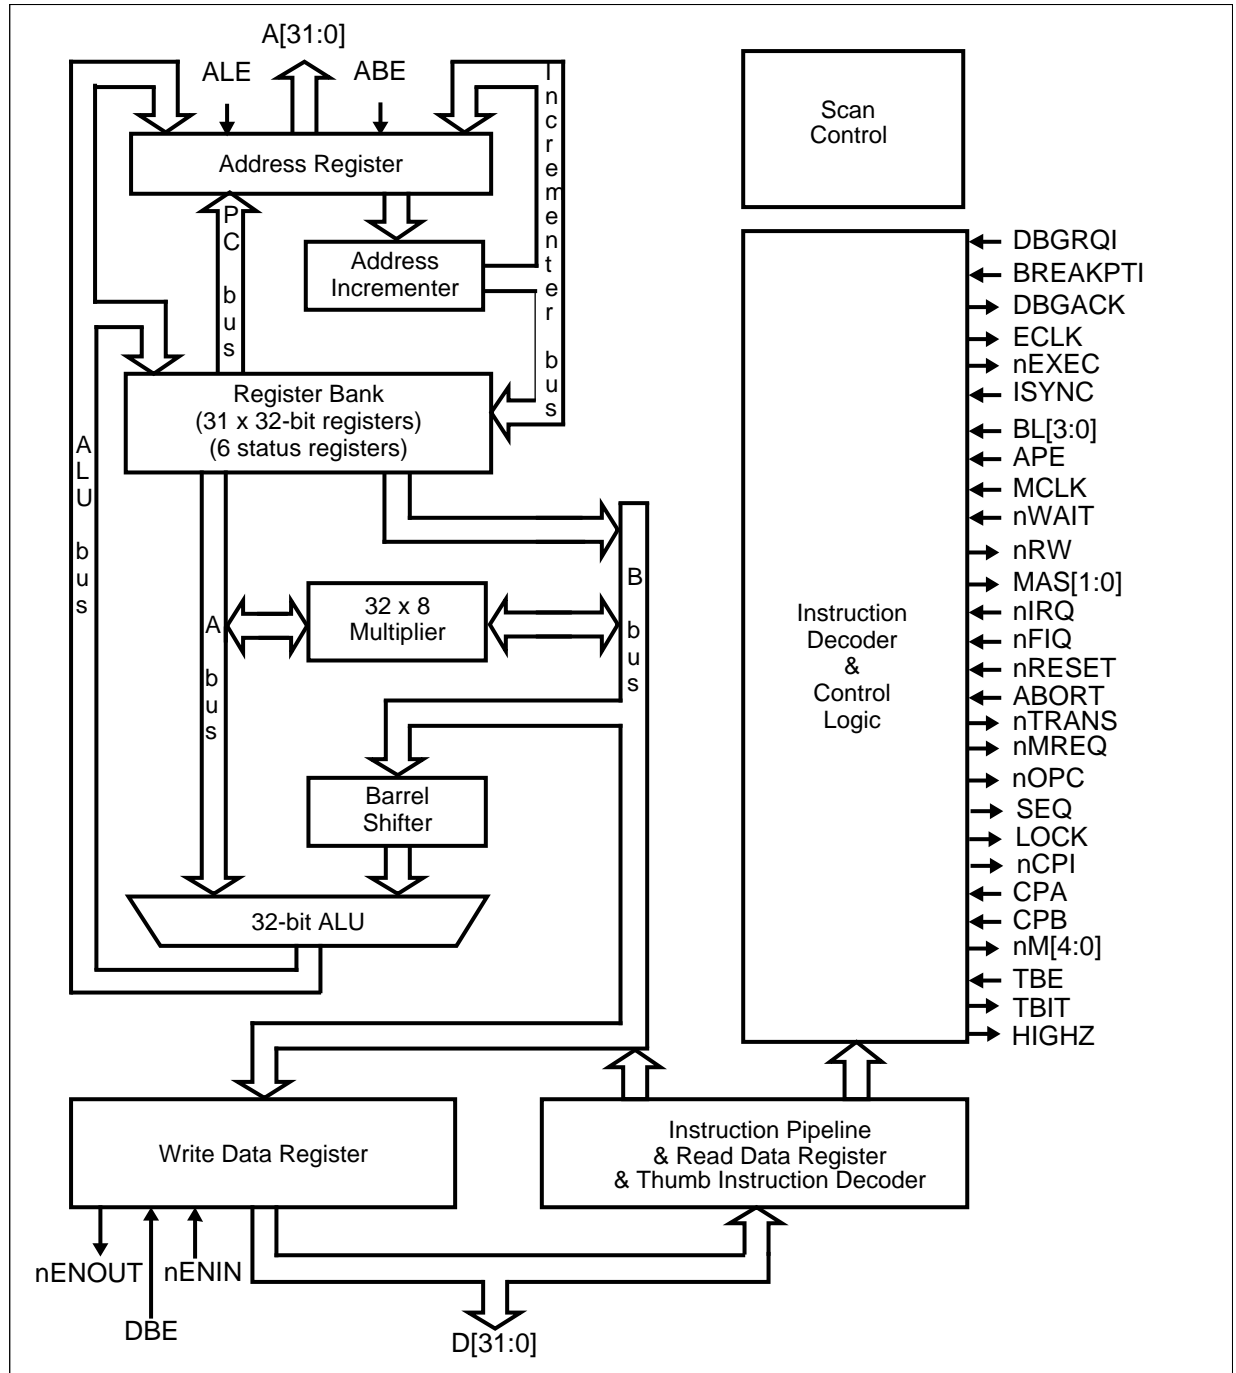 A[31:0]
ALE
ABE
Incrementer bus
Scan
Control
Address Register
PC bus
Address
Incrementer
Register Bank
(31 x 32-bit registers)
(6 status registers)
ALU bus
A bus
32 x 8
Multiplier
B bus
Barrel
Shifter
32-bit ALU
Instruction
Decoder
&
Control
Logic
DBGRQI
BREAKPTI
DBGACK
ECLK
nEXEC
ISYNC
BL[3:0]
APE
MCLK
nWAIT
nRW
MAS[1:0]
nIRQ
nFIQ
nRESET
ABORT
nTRANS
nMREQ
nOPC
SEQ
LOCK
nCPI
CPA
CPB
nM[4:0]
TBE
TBIT
HIGHZ
Write Data Register
Instruction Pipeline
& Read Data Register
& Thumb Instruction Decoder
nENOUT
nENIN
DBE
D[31:0]